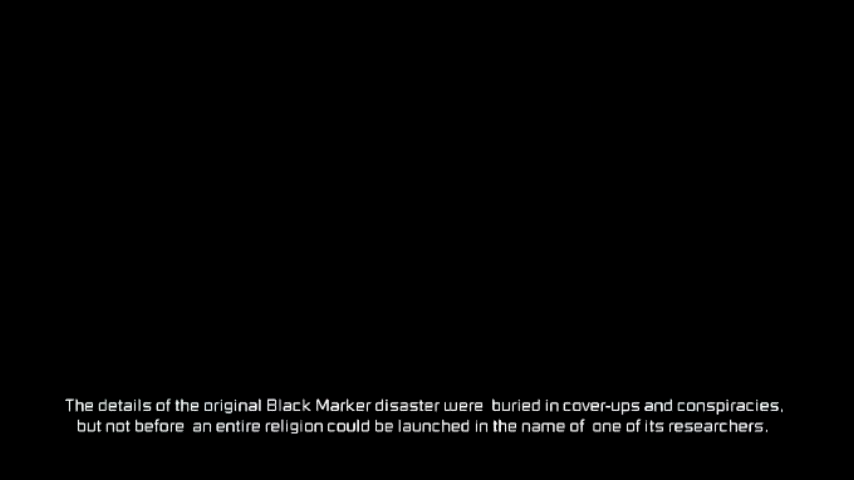 The details of the original Black Marker disaster were buried in cover-ups and conspiracies,
but not before an entire religion could be launched in the name of one of its researchers.